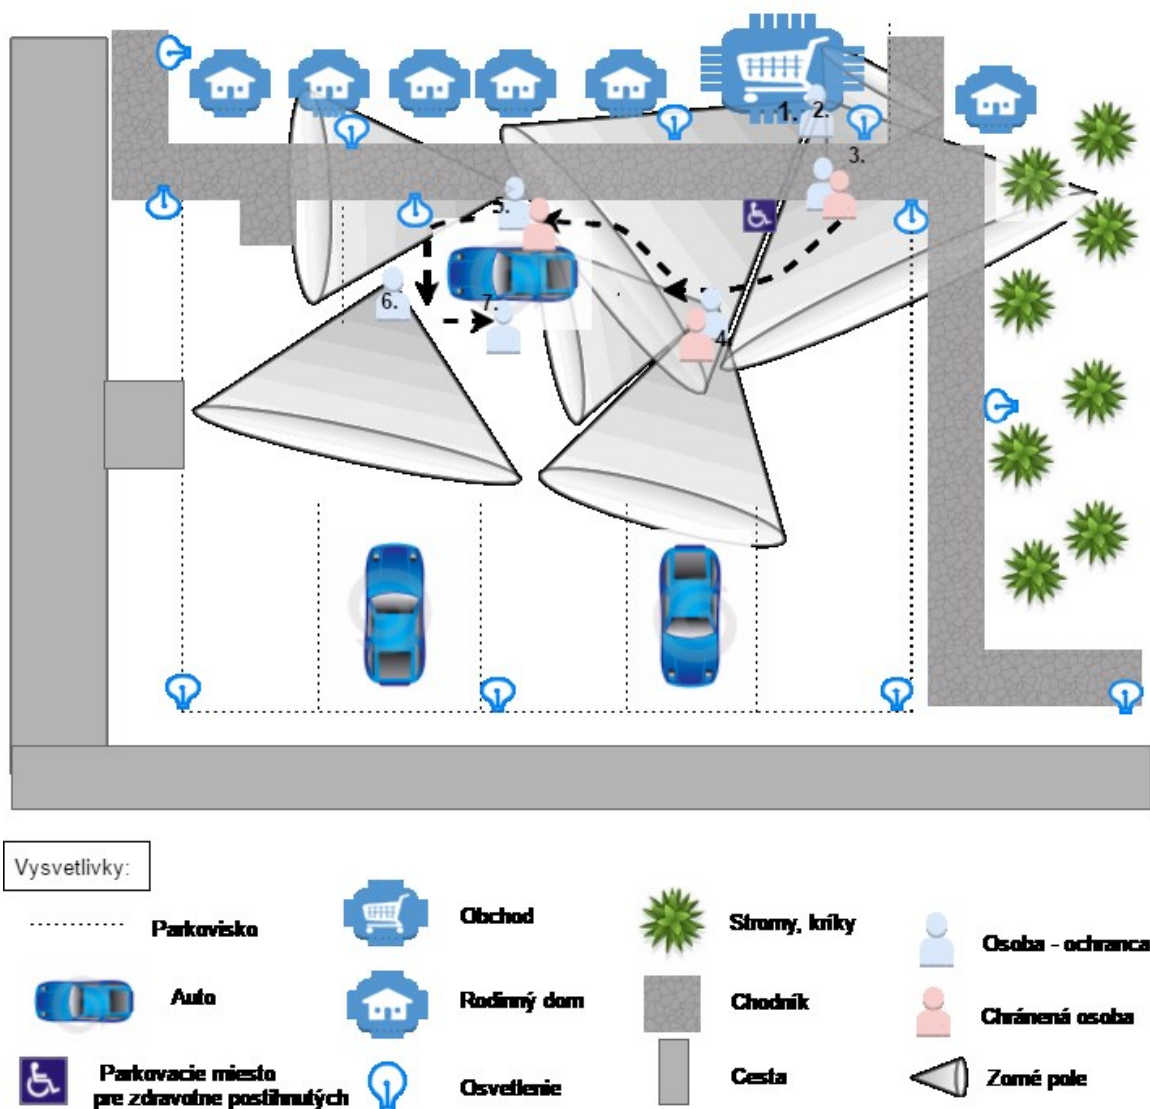 1.
2.
3.
5.
6.
7.
4.
Vysvetlivky:
Parkovisko
Obchod
Stromy, kríky
Osoba - ochranca
Auto
Rodinný dom
Chodník
Chránená osoba
Parkovacie miesto
pre zdravotne postihnutých
Osvetlenie
Cesta
Zorné pole